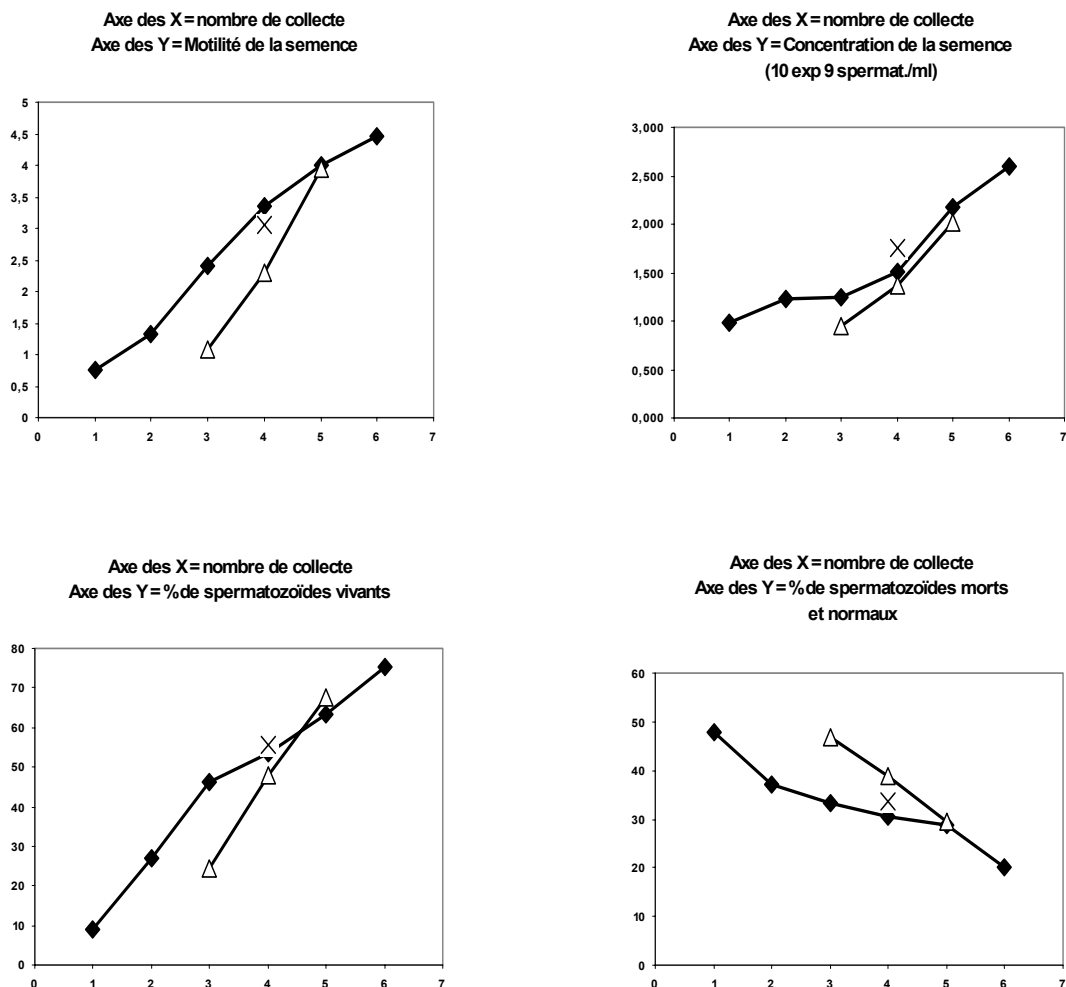 Axe des X = nombre de collecte
Axe des Y = Motilité de la semence
5
4,5
4
3,5
3
2,5
2
1,5
1
0,5
0
0 1 2 3 4 5 6 7
Axe des X = nombre de collecte
Axe des Y = Concentration de la semence
(10 exp 9 spermat./ml)
3,000
2,500
2,000
1,500
1,000
0,500
0,000
0 1 2 3 4 5 6 7
Axe des X = nombre de collecte
Axe des Y = % de spermatozoïdes vivants
80
70
60
50
40
30
20
10
0
0 1 2 3 4 5 6 7
Axe des X = nombre de collecte
Axe des Y = % de spermatozoïdes morts
et normaux
60
50
40
30
20
10
0
0 1 2 3 4 5 6 7